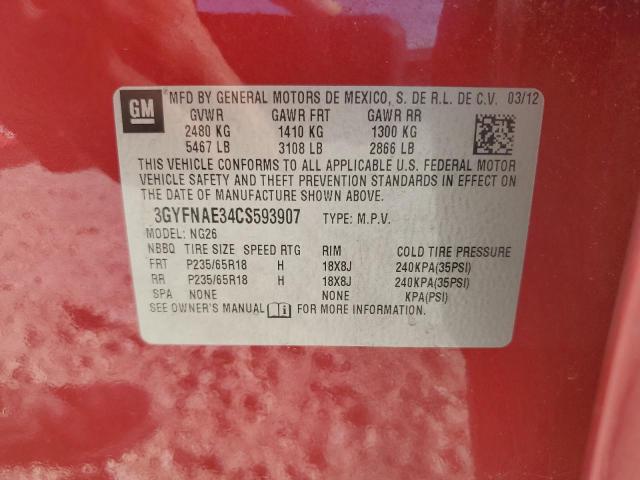 GM
MFD BY GENERAL MOTORS DE MEXICO, S. DE R.L. DE C.V. 03/12
GVWR GAWR FRT GAWR RR
2480 KG 1410 KG 1300 KG
5467 LB 3108 LB 2866 LB
THIS VEHICLE CONFORMS TO ALL APPLICABLE U.S. FEDERAL MOTOR
VEHICLE SAFETY AND THEFT PREVENTION STANDARDS IN EFFECT ON
THE DATE OF MANUFACTURE SHOWN ABOVE.
3GYFNAE34CS593907 TYPE: M.P.V.
MODEL: NG26
NBBQ TIRE SIZE SPEED RTG RIM COLD TIRE PRESSURE
FRT P235/65R18 H 18X8J 240KPA(35PSI)
RR P235/65R18 H 18X8J 240KPA(35PSI)
SPA NONE NONE KPA(PSI)
SEE OWNER'S MANUAL FOR MORE INFORMATION.